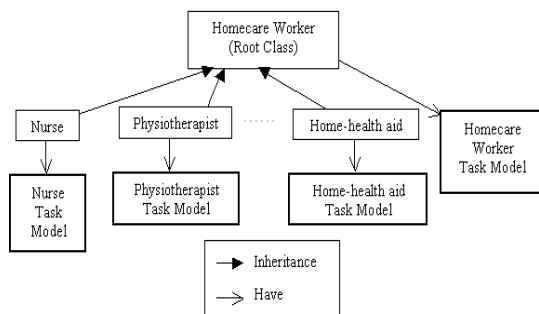 Homecare Worker
(Root Class)
Nurse
Physiotherapist
......
Home-health aid
Homecare
Worker
Task Model
Nurse
Task
Model
Physiotherapist
Task Model
Home-health aid
Task Model
Inheritance
Have